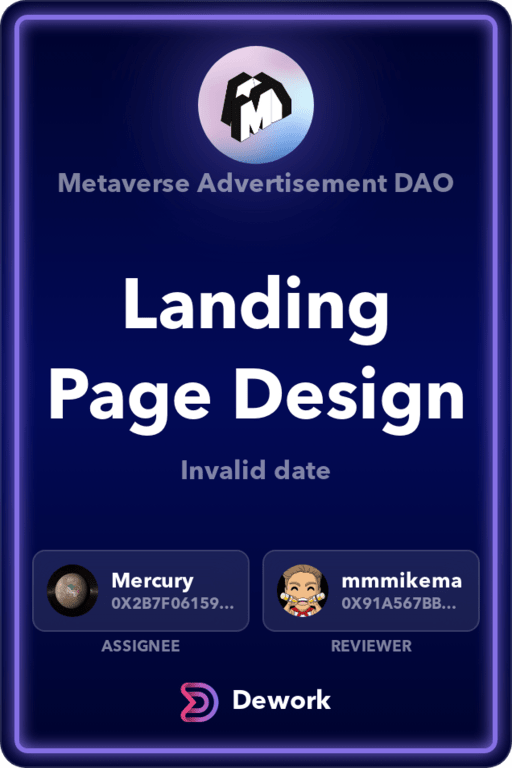 M
Metaverse Advertisement DAO
Landing
Page Design
Invalid date
Mercury
0X2B7F06159...
ASSIGNEE
mmmikema
0X91A567BB...
REVIEWER
Dework